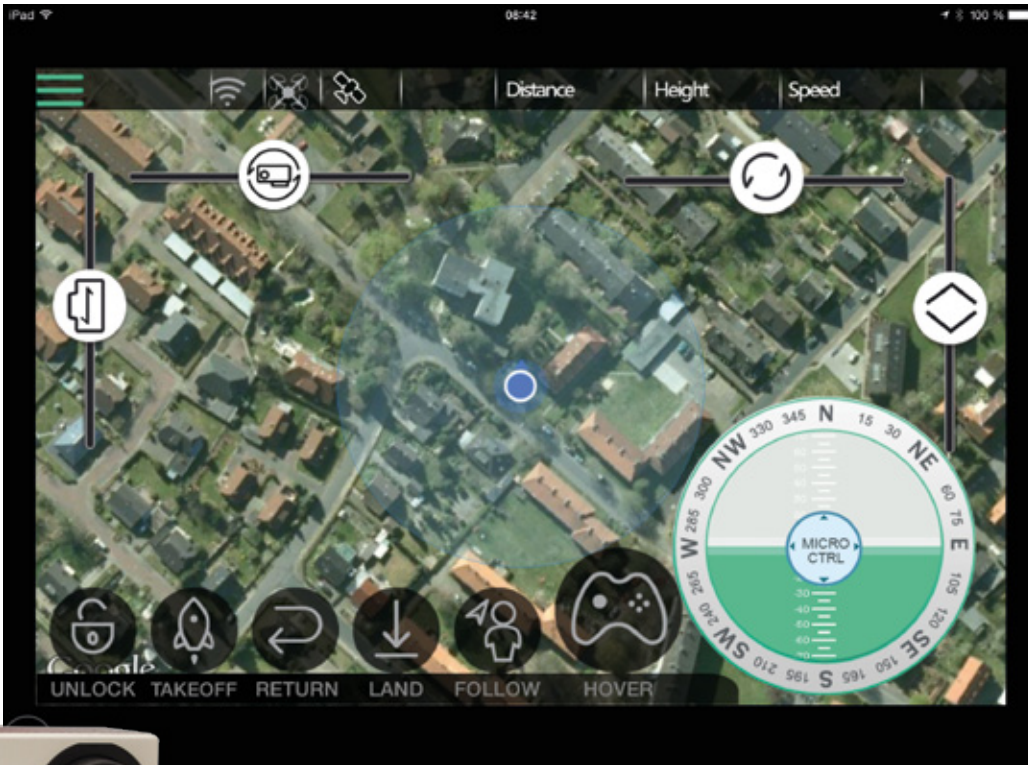 iPad 08:42 100 %
Distance Height Speed
N 15 30 NE 60 75 E 105 120 SE 150 165 S 195 210 SW 240 265 W 285 300 NW 330 345
MICRO
CTRL
-30
Google
UNLOCK TAKEOFF RETURN LAND FOLLOW HOVER